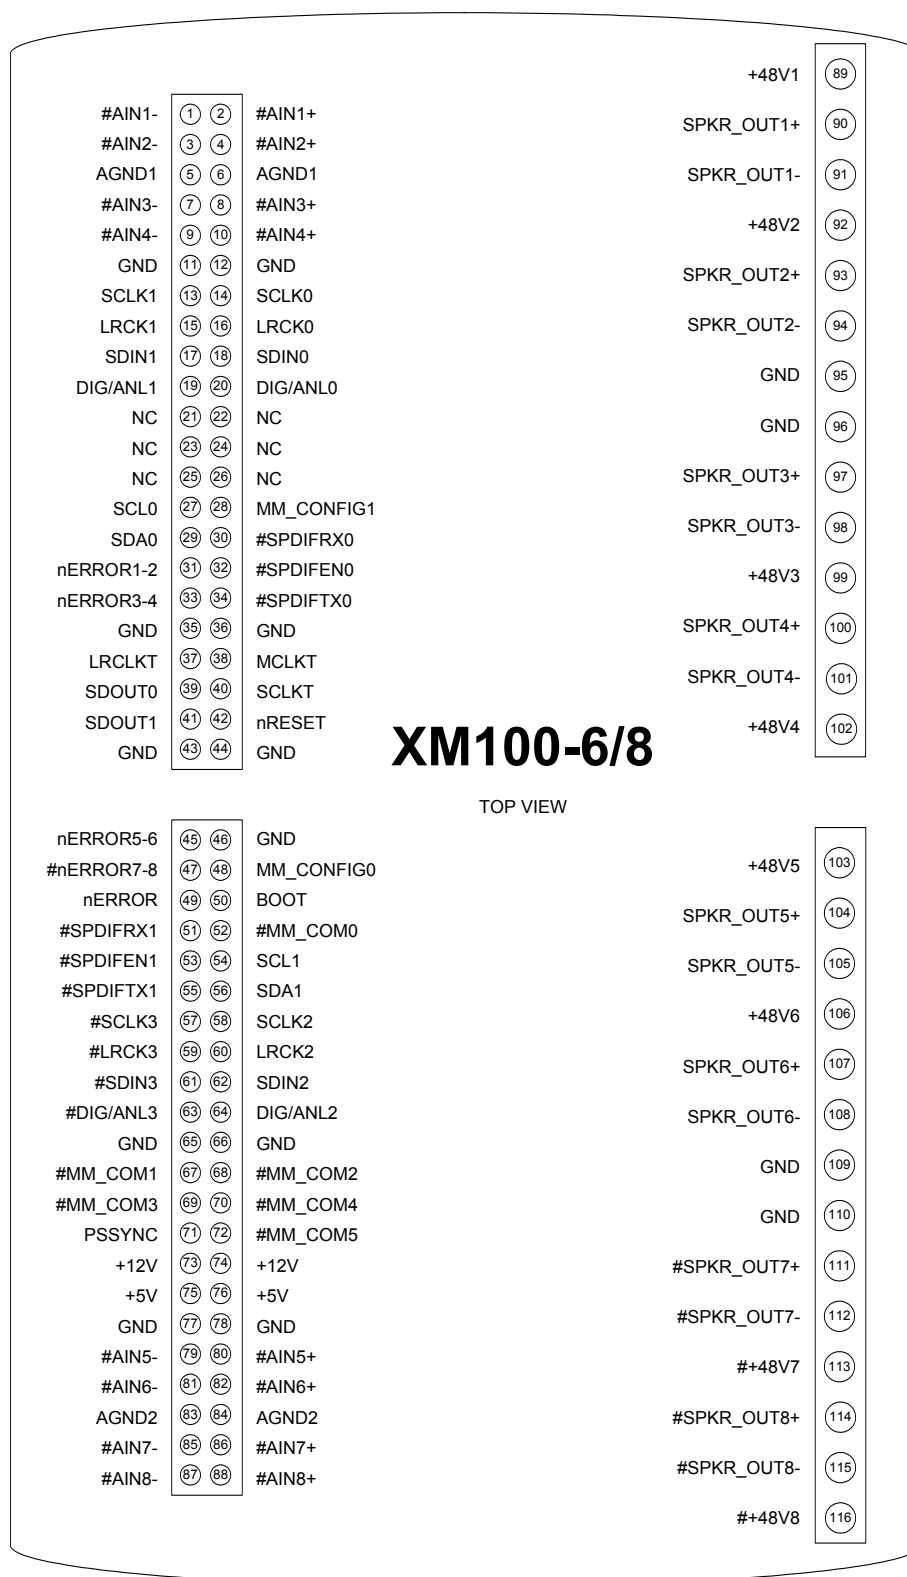 +48V1 89
#AIN1- 1 2 #AIN1+
SPKR_OUT1+ 90
#AIN2- 3 4 #AIN2+
AGND1 5 6 AGND1
SPKR_OUT1- 91
#AIN3- 7 8 #AIN3+
+48V2 92
#AIN4- 9 10 #AIN4+
GND 11 12 GND
SPKR_OUT2+ 93
SCLK1 13 14 SCLK0
LRCK1 15 16 LRCK0
SPKR_OUT2- 94
SDIN1 17 18 SDIN0
GND 95
DIG/ANL1 19 20 DIG/ANL0
NC 21 22 NC
GND 96
NC 23 24 NC
NC 25 26 NC
SPKR_OUT3+ 97
SCL0 27 28 MM_CONFIG1
SPKR_OUT3- 98
SDA0 29 30 #SPDIFRX0
nERROR1-2 31 32 #SPDIFEN0
+48V3 99
nERROR3-4 33 34 #SPDIFTX0
GND 35 36 GND
SPKR_OUT4+ 100
LRCLKT 37 38 MCLKT
SPKR_OUT4- 101
SDOUT0 39 40 SCLKT
SDOUT1 41 42 nRESET
+48V4 102
GND 43 44 GND
XM100-6/8
TOP VIEW
nERROR5-6 45 46 GND
#nERROR7-8 47 48 MM_CONFIG0
+48V5 103
nERROR 49 50 BOOT
SPKR_OUT5+ 104
#SPDIFRX1 51 52 #MM_COM0
#SPDIFEN1 53 54 SCL1
SPKR_OUT5- 105
#SPDIFTX1 55 56 SDA1
+48V6 106
#SCLK3 57 58 SCLK2
#LRCK3 59 60 LRCK2
SPKR_OUT6+ 107
#SDIN3 61 62 SDIN2
#DIG/ANL3 63 64 DIG/ANL2
SPKR_OUT6- 108
GND 65 66 GND
GND 109
#MM_COM1 67 68 #MM_COM2
#MM_COM3 69 70 #MM_COM4
GND 110
PSSYNC 71 72 #MM_COM5
+12V 73 74 +12V
#SPKR_OUT7+ 111
+5V 75 76 +5V
#SPKR_OUT7- 112
GND 77 78 GND
#AIN5- 79 80 #AIN5+
#+48V7 113
#AIN6- 81 82 #AIN6+
AGND2 83 84 AGND2
#SPKR_OUT8+ 114
#AIN7- 85 86 #AIN7+
#SPKR_OUT8- 115
#AIN8- 87 88 #AIN8+
#+48V8 116